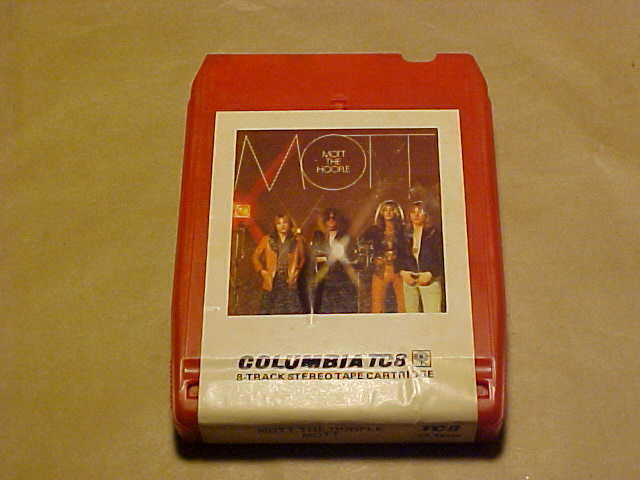 MOTT
MOTT
THE
HOOPLE
COLUMBIA TC8
8-TRACK STEREO TAPE CARTRIDGE
MOTT THE HOOPLE
MOTT
TC8